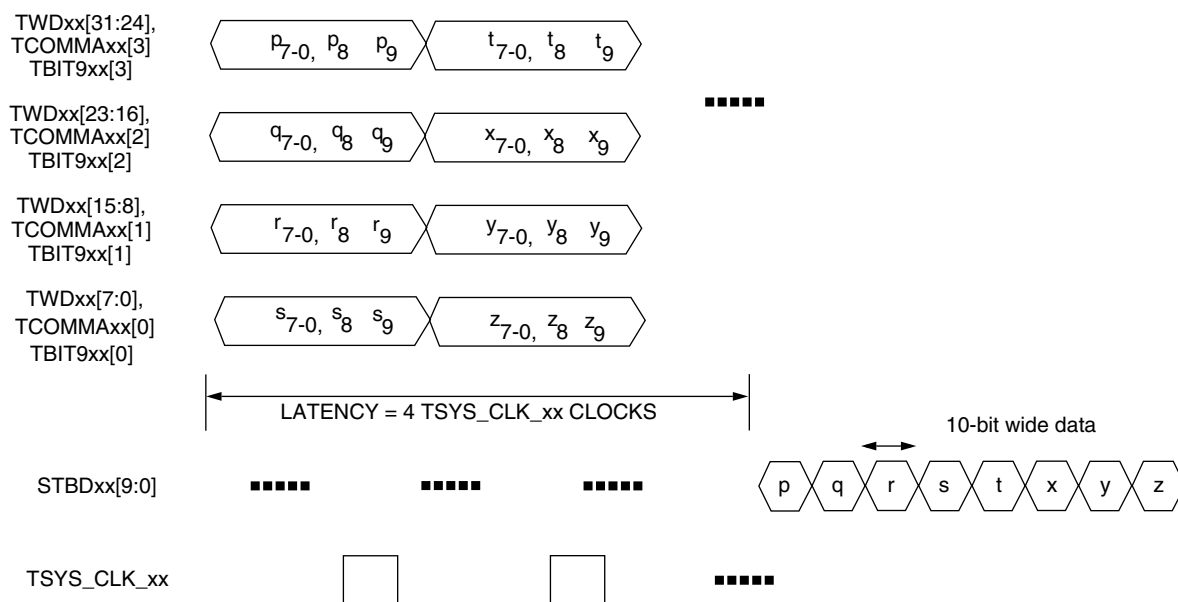 TWDxx[31:24],
TCOMMAxx[3]
TBIT9xx[3]
p7-0, p8 p9
t7-0, t8 t9
TWDxx[23:16],
TCOMMAxx[2]
TBIT9xx[2]
q7-0, q8 q9
x7-0, x8 x9
TWDxx[15:8],
TCOMMAxx[1]
TBIT9xx[1]
r7-0, r8 r9
y7-0, y8 y9
TWDxx[7:0],
TCOMMAxx[0]
TBIT9xx[0]
s7-0, s8 s9
z7-0, z8 z9
LATENCY = 4 TSYS_CLK_xx CLOCKS
10-bit wide data
STBDxx[9:0]
p q r s t x y z
TSYS_CLK_xx